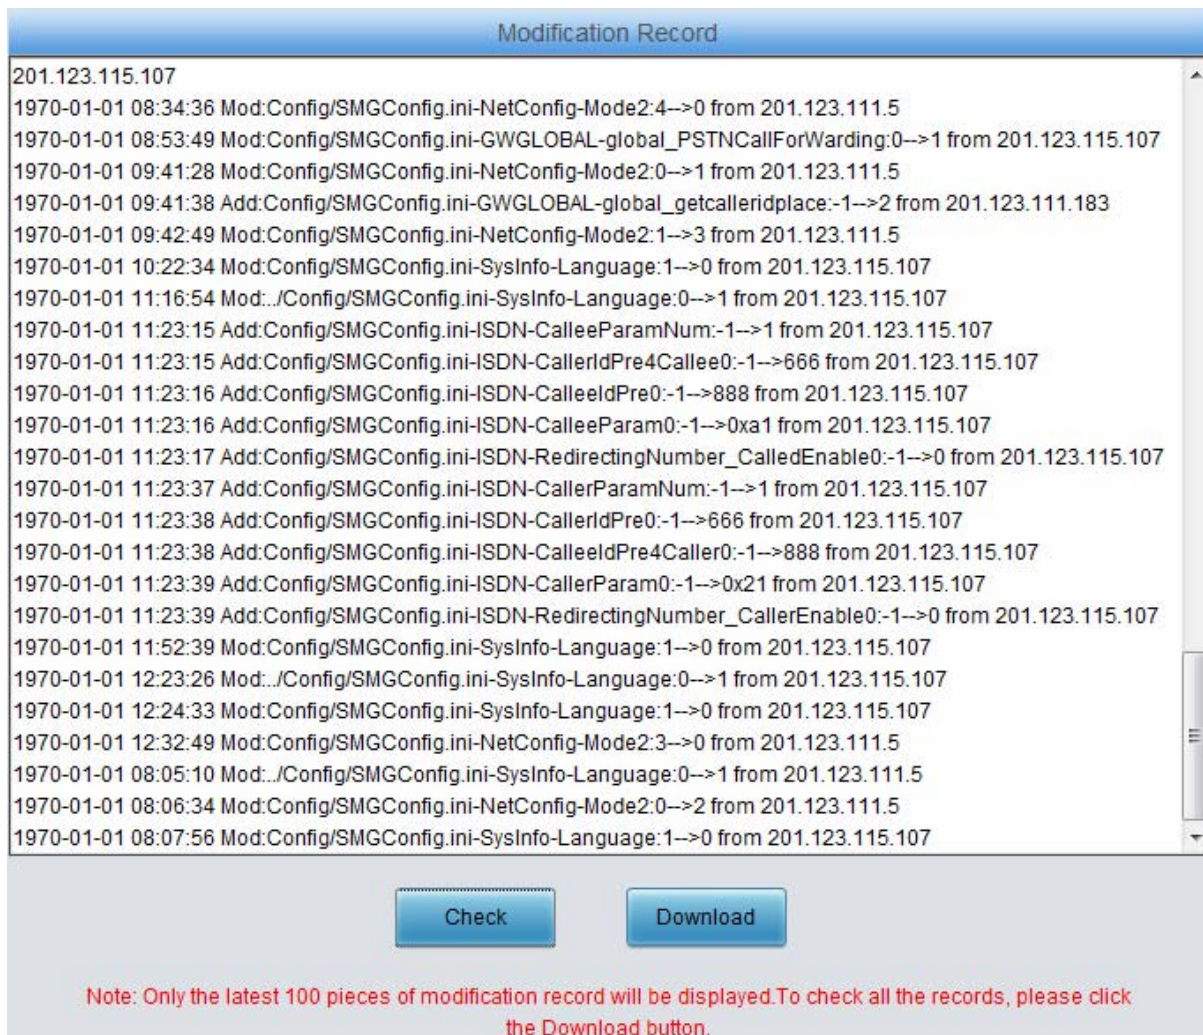 Modification Record
201.123.115.107
1970-01-01 08:34:36 Mod:Config/SMGConfig.ini-NetConfig-Mode2:4-->0 from 201.123.111.5
1970-01-01 08:53:49 Mod:Config/SMGConfig.ini-GWGLOBAL-global_PSTNCallForWarding:0-->1 from 201.123.115.107
1970-01-01 09:41:28 Mod:Config/SMGConfig.ini-NetConfig-Mode2:0-->1 from 201.123.111.5
1970-01-01 09:41:38 Add:Config/SMGConfig.ini-GWGLOBAL-global_getcalleridplace:-1-->2 from 201.123.111.183
1970-01-01 09:42:49 Mod:Config/SMGConfig.ini-NetConfig-Mode2:1-->3 from 201.123.111.5
1970-01-01 10:22:34 Mod:Config/SMGConfig.ini-SysInfo-Language:1-->0 from 201.123.115.107
1970-01-01 11:16:54 Mod:../Config/SMGConfig.ini-SysInfo-Language:0-->1 from 201.123.115.107
1970-01-01 11:23:15 Add:Config/SMGConfig.ini-ISDN-CalleeParamNum:-1-->1 from 201.123.115.107
1970-01-01 11:23:15 Add:Config/SMGConfig.ini-ISDN-CallerIdPre4Callee0:-1-->666 from 201.123.115.107
1970-01-01 11:23:16 Add:Config/SMGConfig.ini-ISDN-CalleeIdPre0:-1-->888 from 201.123.115.107
1970-01-01 11:23:16 Add:Config/SMGConfig.ini-ISDN-CalleeParam0:-1-->0xa1 from 201.123.115.107
1970-01-01 11:23:17 Add:Config/SMGConfig.ini-ISDN-RedirectingNumber_CalledEnable0:-1-->0 from 201.123.115.107
1970-01-01 11:23:37 Add:Config/SMGConfig.ini-ISDN-CallerParamNum:-1-->1 from 201.123.115.107
1970-01-01 11:23:38 Add:Config/SMGConfig.ini-ISDN-CallerIdPre0:-1-->666 from 201.123.115.107
1970-01-01 11:23:38 Add:Config/SMGConfig.ini-ISDN-CalleeIdPre4Caller0:-1-->888 from 201.123.115.107
1970-01-01 11:23:39 Add:Config/SMGConfig.ini-ISDN-CallerParam0:-1-->0x21 from 201.123.115.107
1970-01-01 11:23:39 Add:Config/SMGConfig.ini-ISDN-RedirectingNumber_CallerEnable0:-1-->0 from 201.123.115.107
1970-01-01 11:52:39 Mod:Config/SMGConfig.ini-SysInfo-Language:1-->0 from 201.123.115.107
1970-01-01 12:23:26 Mod:../Config/SMGConfig.ini-SysInfo-Language:0-->1 from 201.123.115.107
1970-01-01 12:24:33 Mod:Config/SMGConfig.ini-SysInfo-Language:1-->0 from 201.123.115.107
1970-01-01 12:32:49 Mod:Config/SMGConfig.ini-NetConfig-Mode2:3-->0 from 201.123.111.5
1970-01-01 08:05:10 Mod:../Config/SMGConfig.ini-SysInfo-Language:0-->1 from 201.123.111.5
1970-01-01 08:06:34 Mod:Config/SMGConfig.ini-NetConfig-Mode2:0-->2 from 201.123.111.5
1970-01-01 08:07:56 Mod:Config/SMGConfig.ini-SysInfo-Language:1-->0 from 201.123.115.107
Check Download
Note: Only the latest 100 pieces of modification record will be displayed.To check all the records, please click
the Download button.